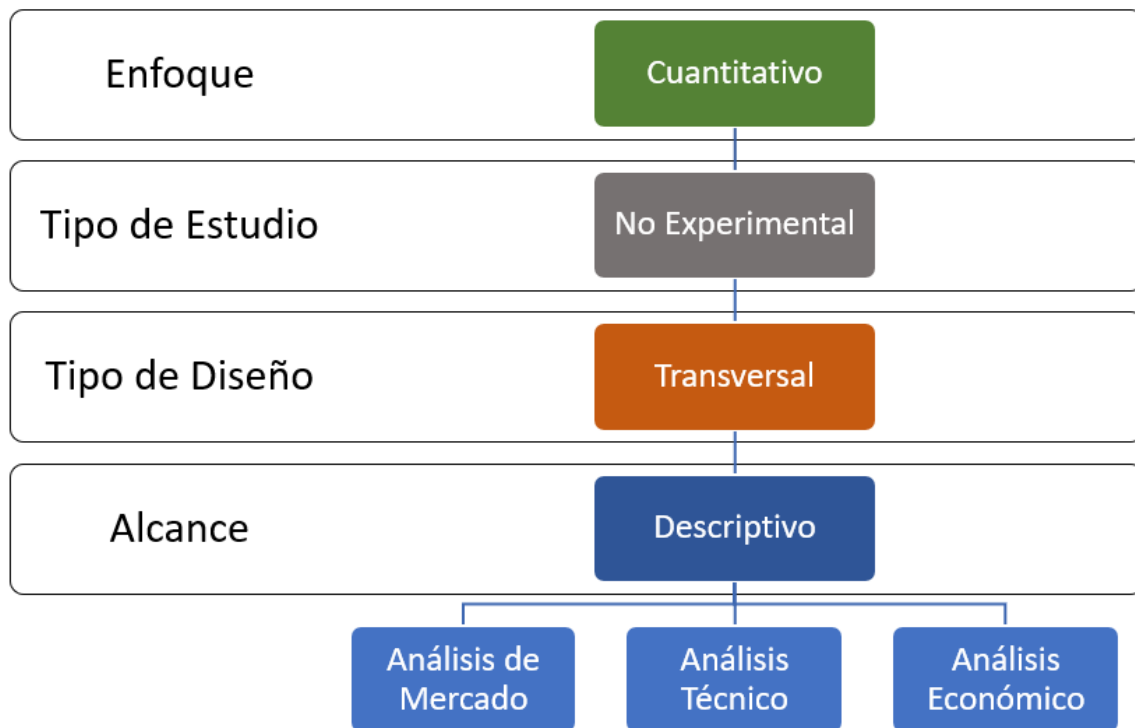 Enfoque
Cuantitativo
Tipo de Estudio
No Experimental
Tipo de Diseño
Transversal
Alcance
Descriptivo
Análisis de
Mercado
Análisis
Técnico
Análisis
Económico